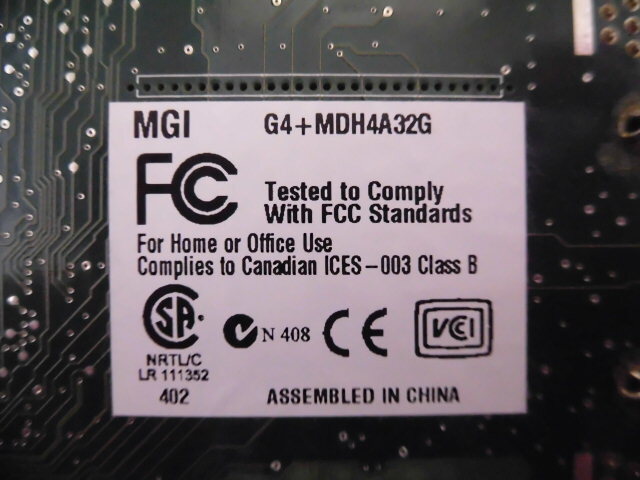 MGI G4+MDH4A32G
FC Tested to Comply
With FCC Standards
For Home or Office Use
Complies to Canadian ICES-003 Class B
SA N 408 CE VCI
NRTL/C
LR 111352
402 ASSEMBLED IN CHINA